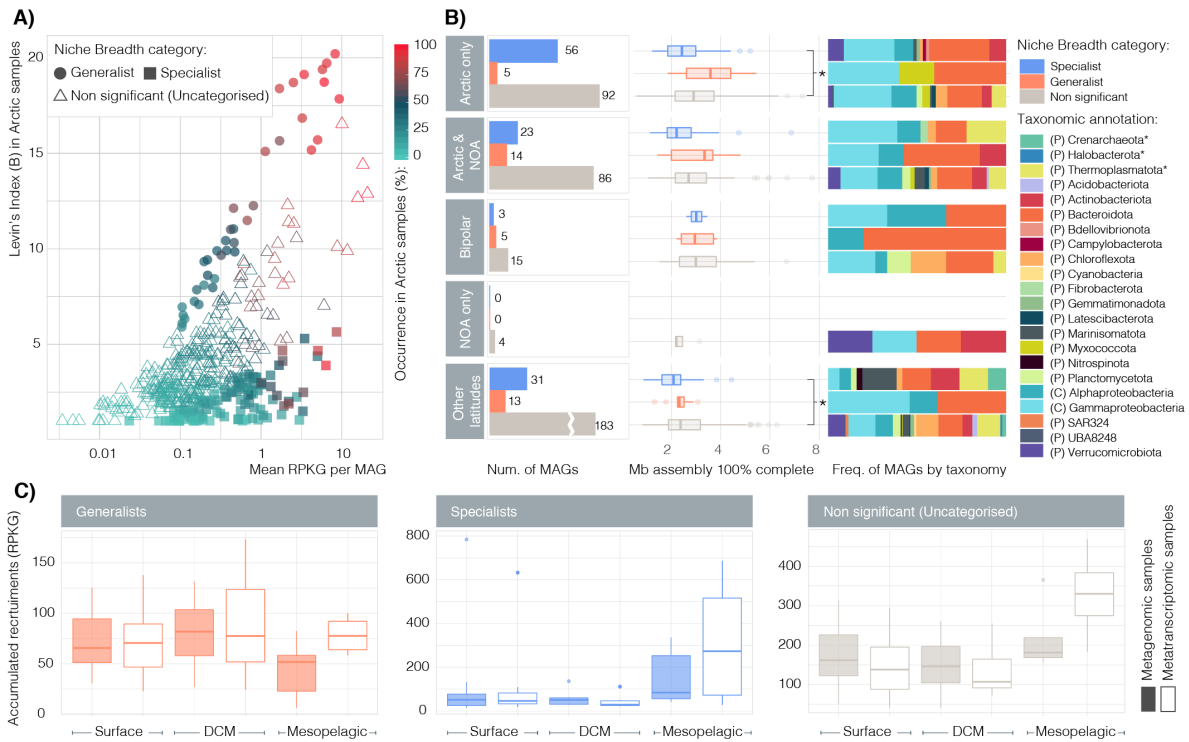 A)
Levin's Index (B) in Arctic samples
20
15
10
5
Niche Breadth category:
Generalist
Specialist
Non significant (Uncategorised)
0.01
0.1
1
10
Mean RPKG per MAG
100
75
50
25
0
Occurrence in Arctic samples (%):
B)
Arctic only
56
5
92
*
Arctic & NOA
23
14
86
Bipolar
3
5
15
NOA only
0
0
4
Other latitudes
31
13
183
*
2
4
6
8
Num. of MAGs
Mb assembly 100% complete
Freq. of MAGs by taxonomy
Niche Breadth category:
Specialist
Generalist
Non significant
Taxonomic annotation:
(P) Crenarchaeota*
(P) Halobacterota*
(P) Thermoplasmatota*
(P) Acidobacteriota
(P) Actinobacteriota
(P) Bacteroidota
(P) Bdellovibrionota
(P) Campylobacterota
(P) Chloroflexota
(P) Cyanobacteria
(P) Fibrobacterota
(P) Gemmatimonadota
(P) Latescibacterota
(P) Marinisomatota
(P) Myxococcota
(P) Nitrospinota
(P) Planctomycetota
(C) Alphaproteobacteria
(C) Gammaproteobacteria
(P) SAR324
(P) UBA8248
(P) Verrucomicrobiota
C)
Accumulated recrtuiments (RPKG)
Generalists
150
100
50
0
Surface
DCM
Mesopelagic
Specialists
800
600
400
200
0
Surface
DCM
Mesopelagic
Non significant (Uncategorised)
400
300
200
100
Surface
DCM
Mesopelagic
Metagenomic samples
Metatranscriptomic samples